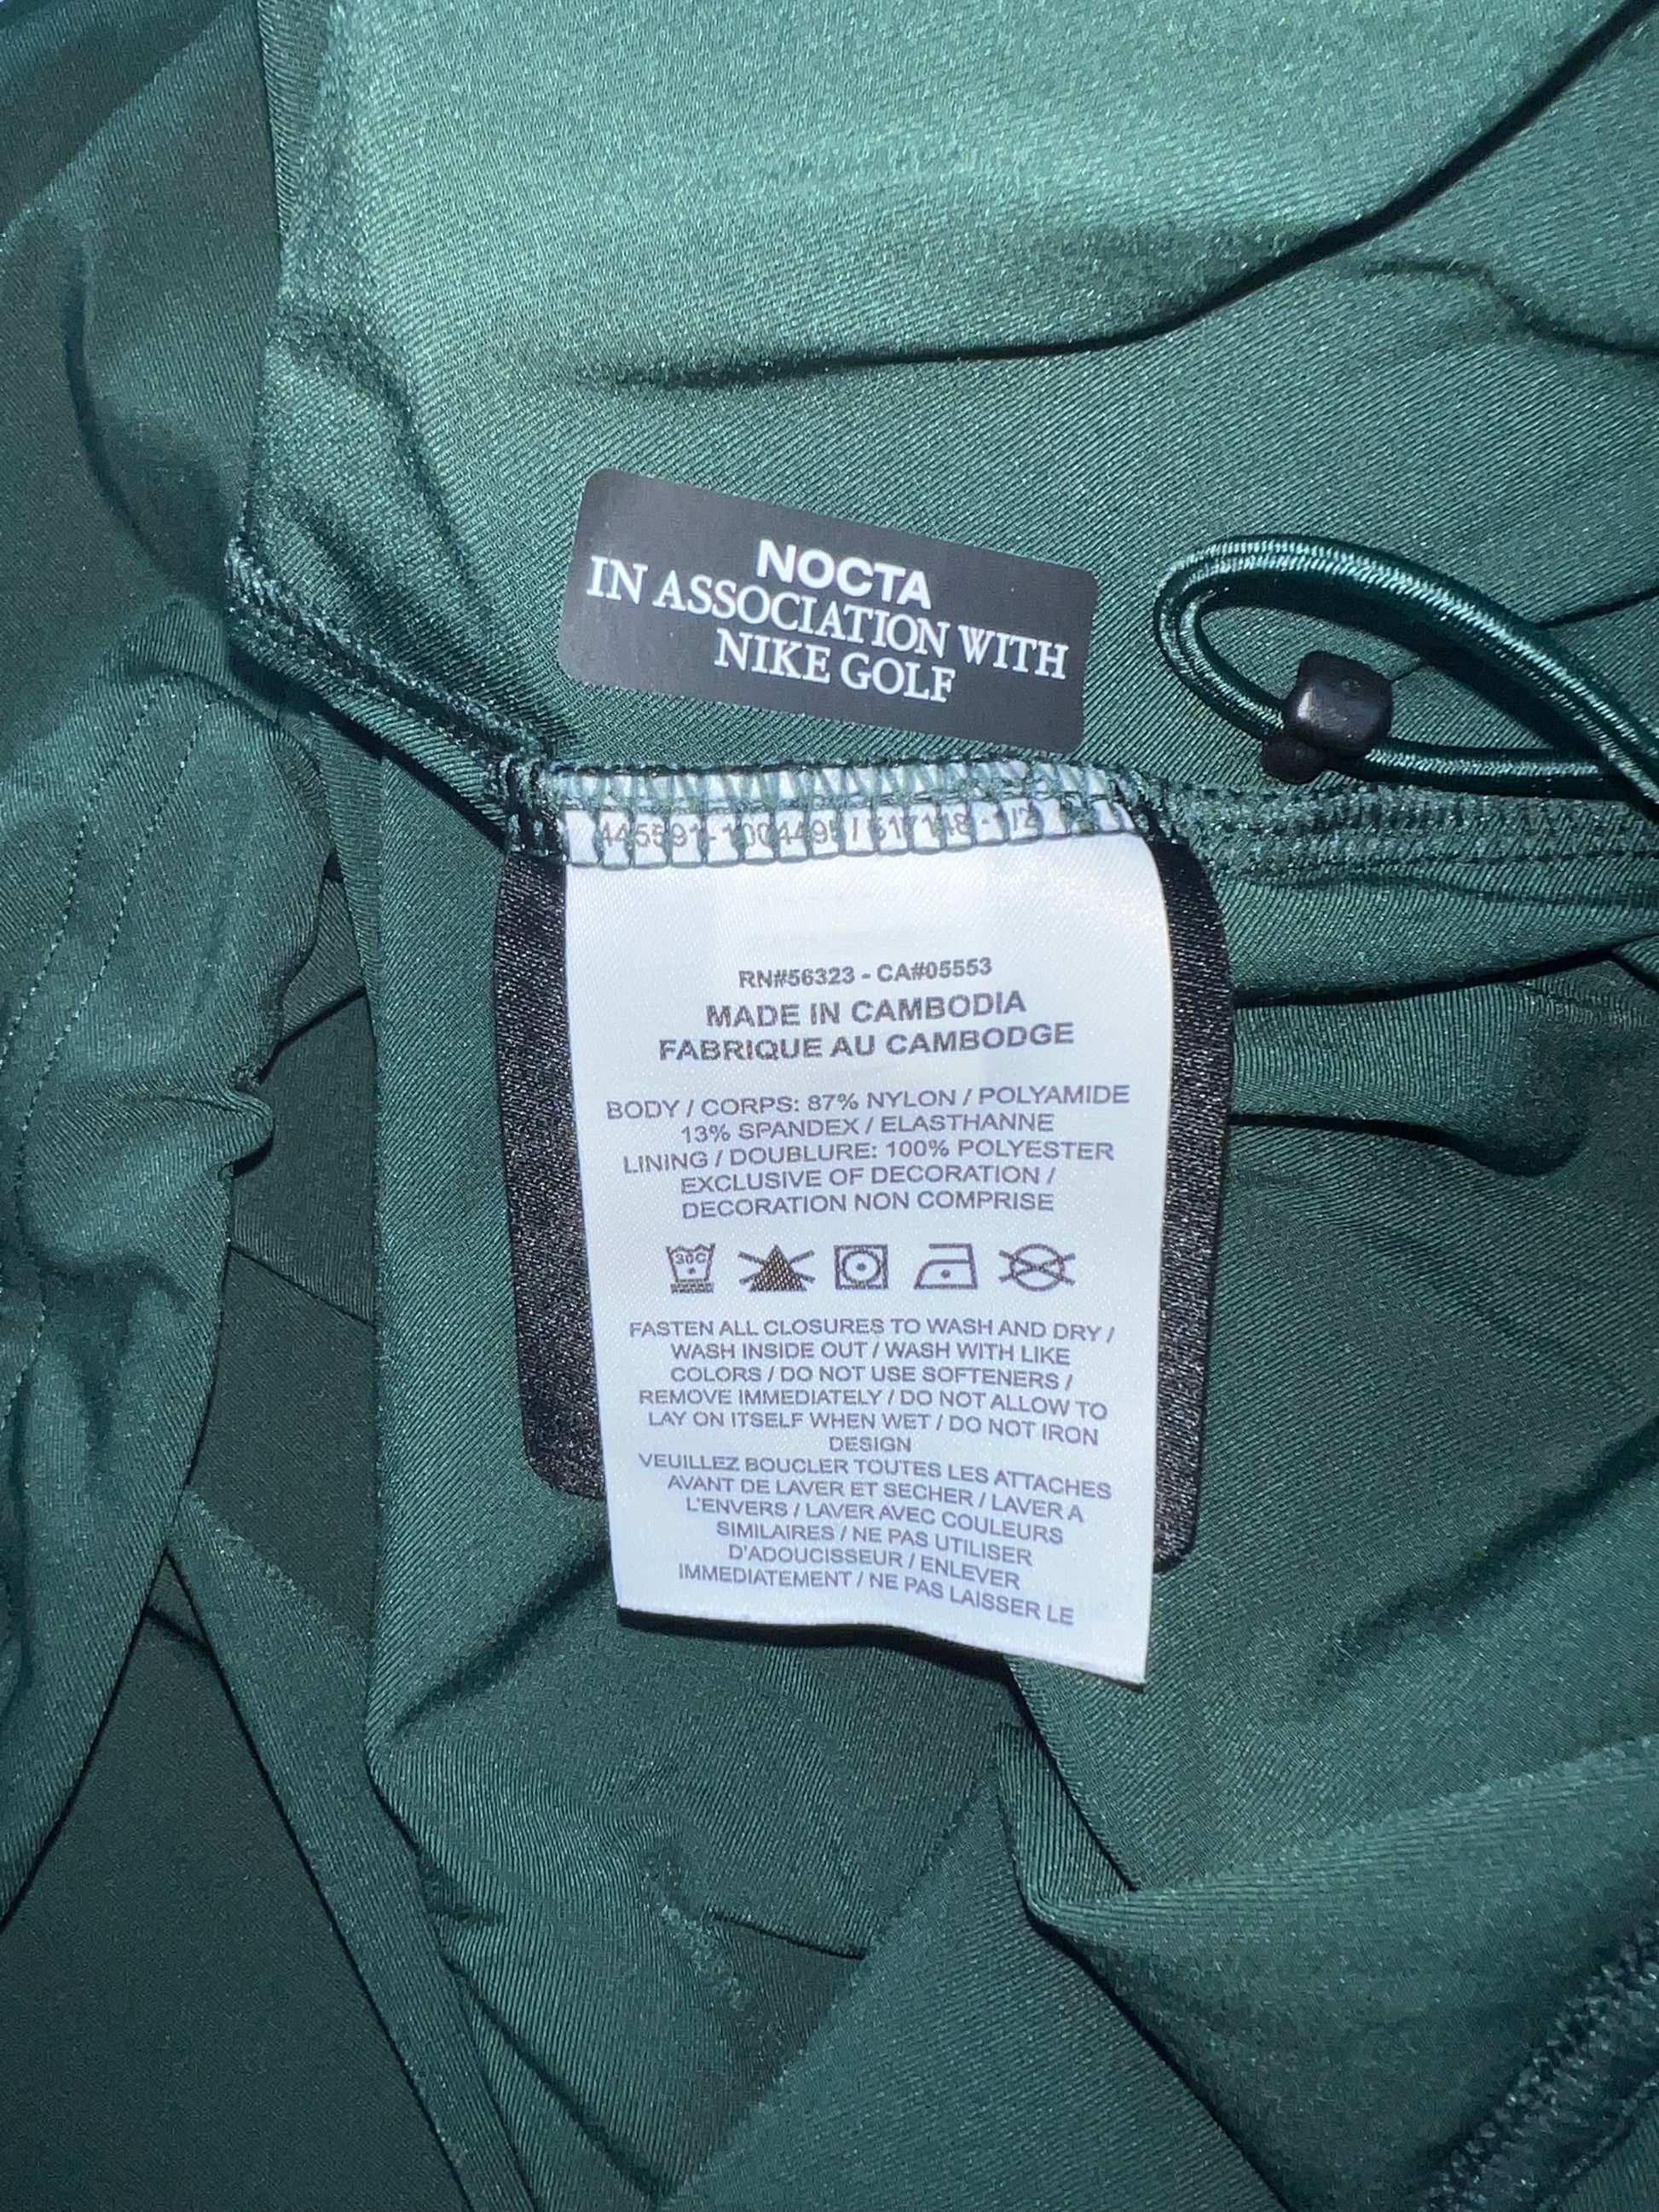 NOCTA
IN ASSOCIATION WITH
NIKE GOLF
RN#56323 - CA#05553
MADE IN CAMBODIA
FABRIQUE AU CAMBODGE
BODY / CORPS: 87% NYLON / POLYAMIDE
13% SPANDEX / ELASTHANNE
LINING / DOUBLURE: 100% POLYESTER
EXCLUSIVE OF DECORATION /
DECORATION NON COMPRISE
30C
FASTEN ALL CLOSURES TO WASH AND DRY /
WASH INSIDE OUT / WASH WITH LIKE
COLORS / DO NOT USE SOFTENERS /
REMOVE IMMEDIATELY / DO NOT ALLOW TO
LAY ON ITSELF WHEN WET / DO NOT IRON
DESIGN
VEUILLEZ BOUCLER TOUTES LES ATTACHES
AVANT DE LAVER ET SECHER / LAVER A
L'ENVERS / LAVER AVEC COULEURS
SIMILAIRES / NE PAS UTILISER
D'ADOUCISSEUR / ENLEVER
IMMEDIATEMENT / NE PAS LAISSER LE